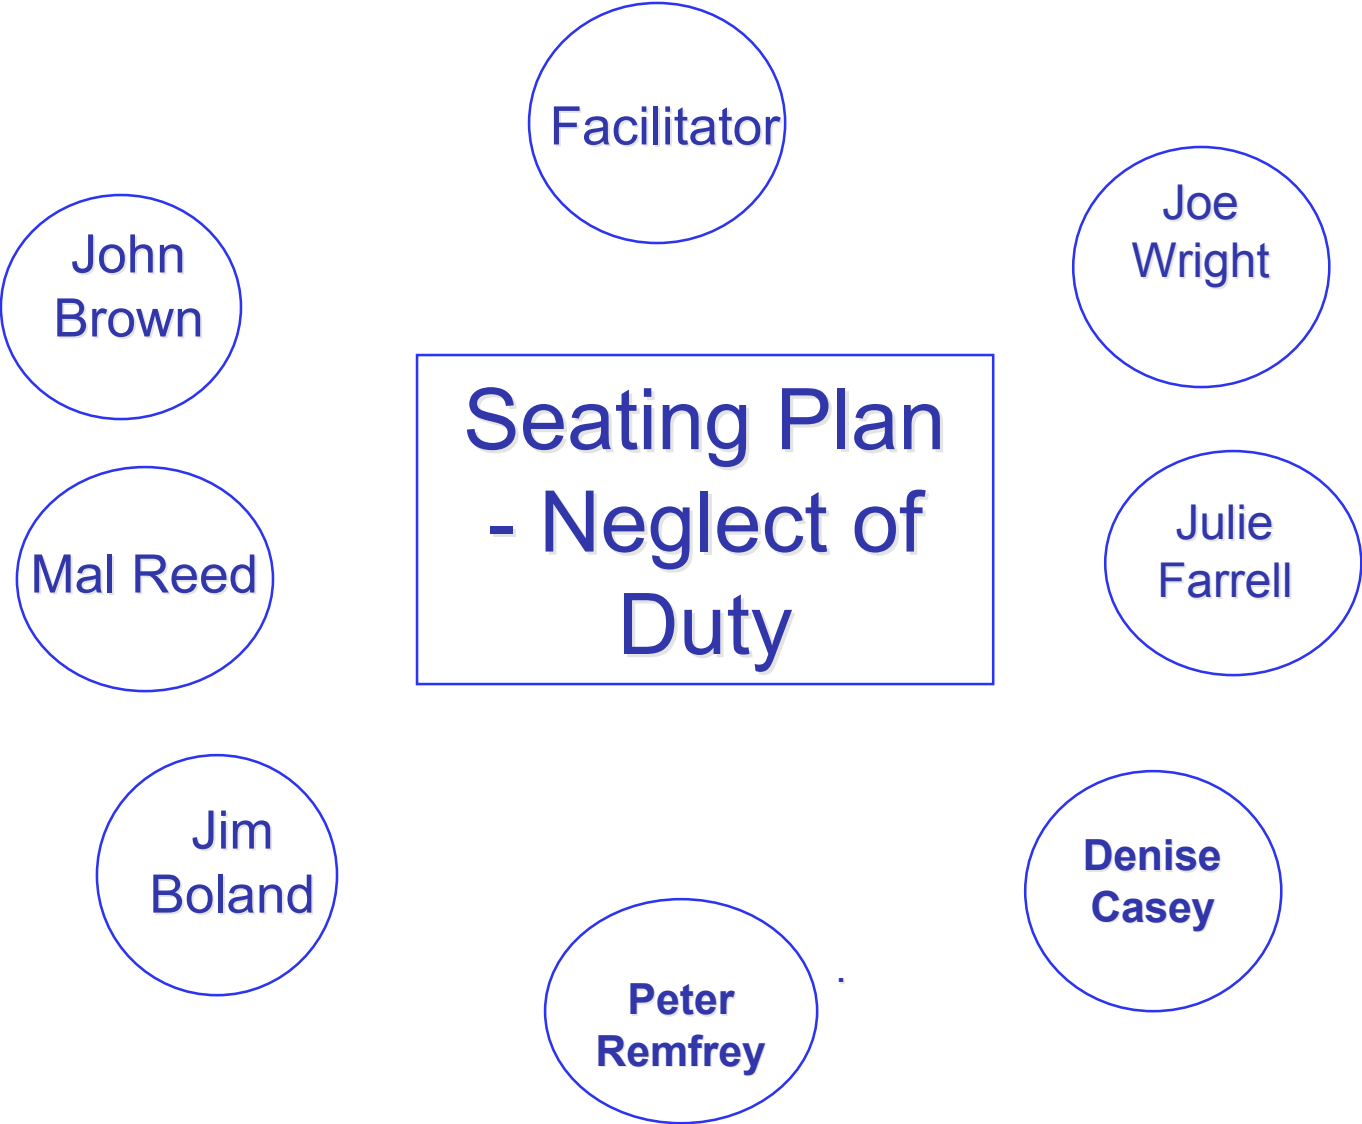 Facilitator
Joe
Wright
John
Brown
Seating Plan
- Neglect of
Duty
Julie
Farrell
Mal Reed
Jim
Boland
Denise
Casey
Peter
Remfrey
.